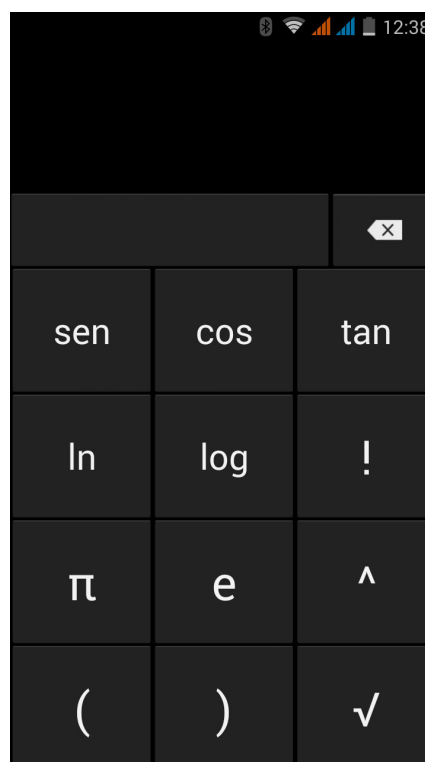 12:38
sen cos tan
ln log !
π e ^
( ) √